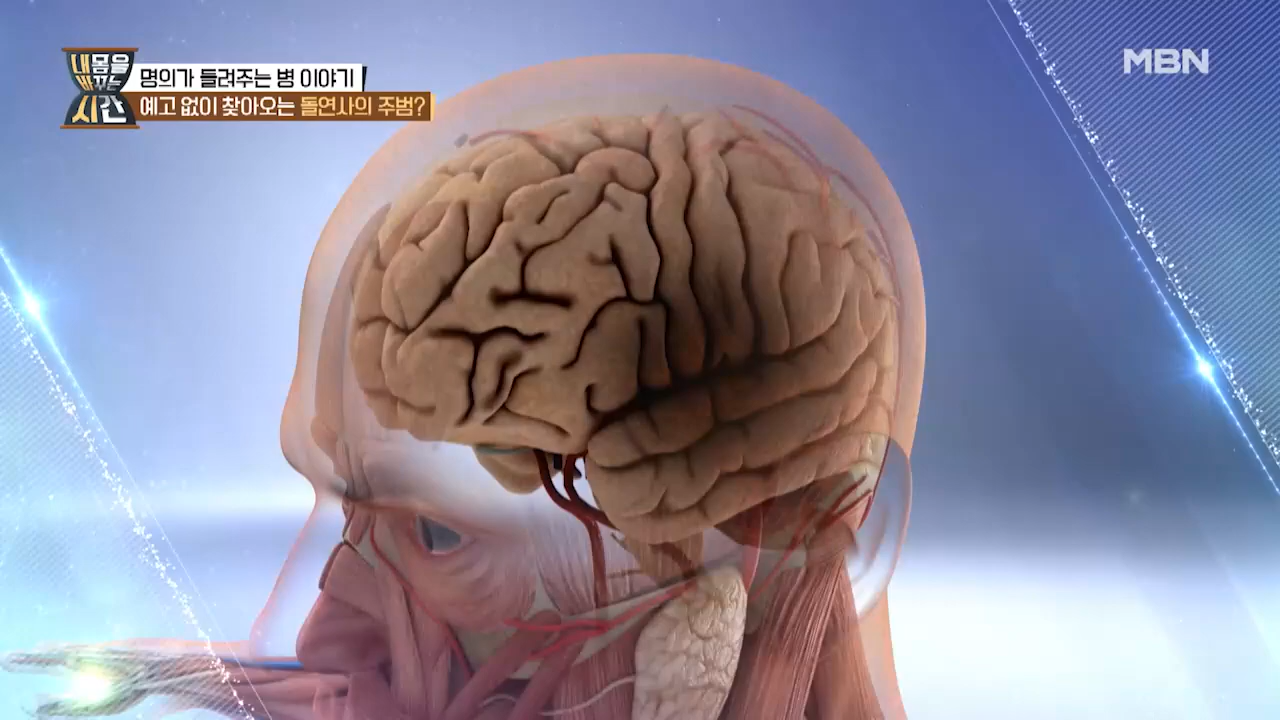 내몸을
바꾸는
시간
명의가 들려주는 병 이야기
예고 없이 찾아오는 돌연사의 주범?
MBN